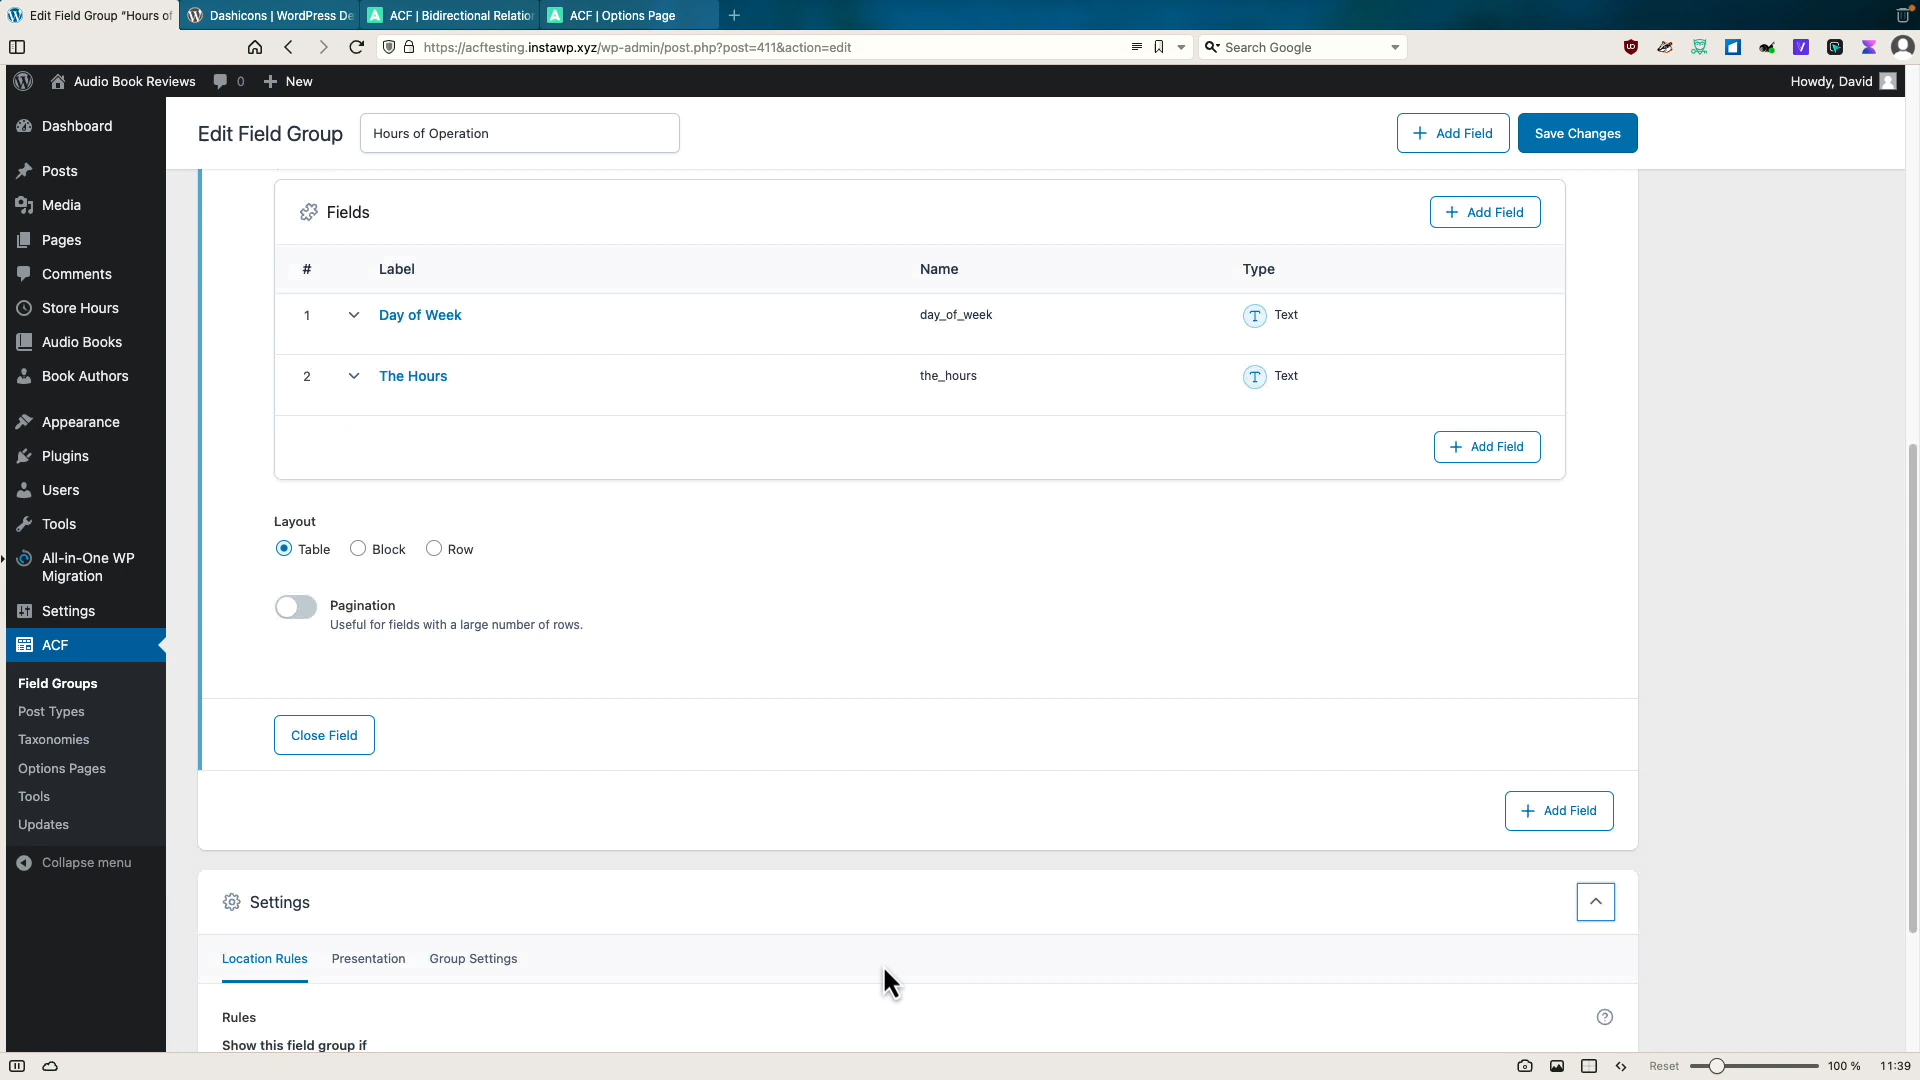 Edit Field Group "Hours of
Dashicons | WordPress De
ACF | Bidirectional Relation
ACF | Options Page
https://acftesting.instawp.xyz/wp-admin/post.php?post=411&action=edit
Search Google
Audio Book Reviews
0
New
Howdy, David
Dashboard
Posts
Media
Pages
Comments
Store Hours
Audio Books
Book Authors
Appearance
Plugins
Users
Tools
All-in-One WP
Migration
Settings
ACF
Field Groups
Post Types
Taxonomies
Options Pages
Tools
Updates
Collapse menu
Edit Field Group
Hours of Operation
+ Add Field
Save Changes
Fields
+ Add Field
# Label Name Type
1 Day of Week day_of_week T Text
2 The Hours the_hours T Text
+ Add Field
Layout
Table Block Row
Pagination
Useful for fields with a large number of rows.
Close Field
+ Add Field
Settings
Location Rules Presentation Group Settings
Rules
Show this field group if
Reset
100 %
11:39